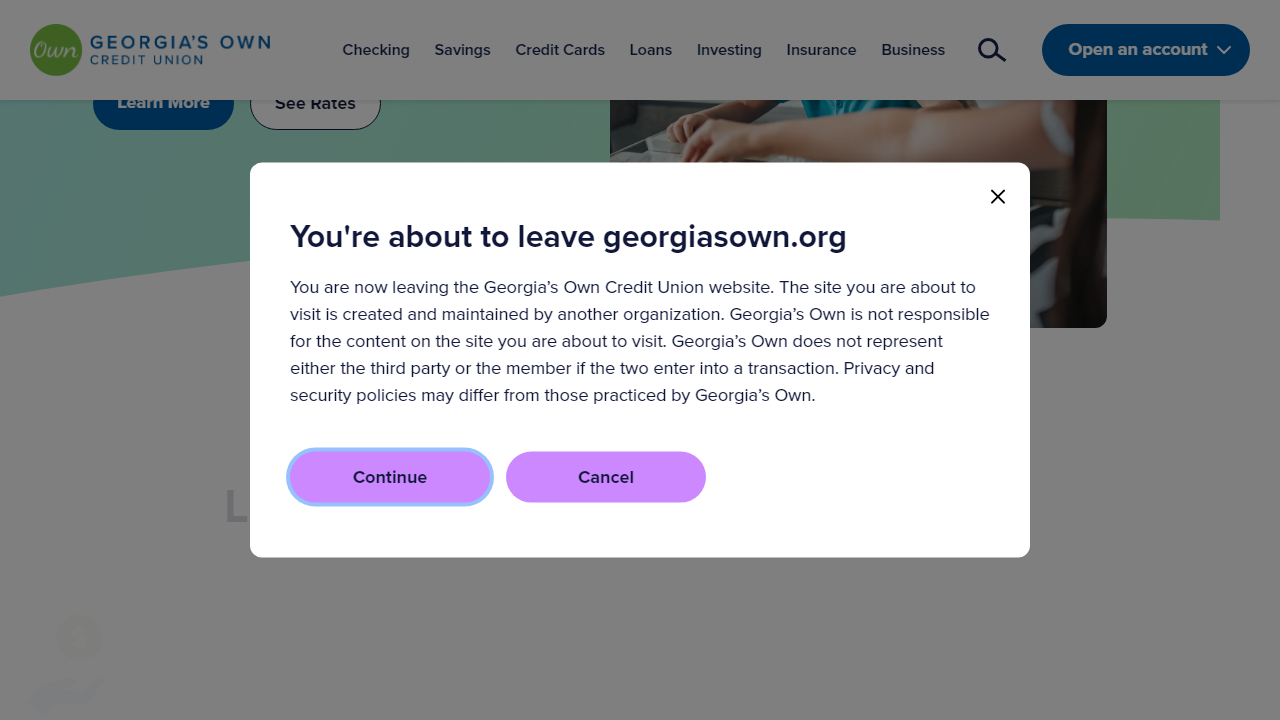 Own
GEORGIA'S OWN
CREDIT UNION
Checking
Savings
Credit Cards
Loans
Investing
Insurance
Business
Open an account
Learn More
See Rates
You're about to leave georgiasown.org
You are now leaving the Georgia’s Own Credit Union website. The site you are about to
visit is created and maintained by another organization. Georgia’s Own is not responsible
for the content on the site you are about to visit. Georgia’s Own does not represent
either the third party or the member if the two enter into a transaction. Privacy and
security policies may differ from those practiced by Georgia’s Own.
Continue
Cancel